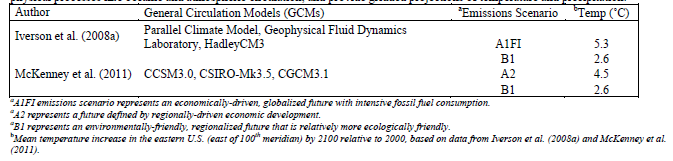 Author General Circulation Models (GCMs) aEmissions Scenario bTemp (°C)
Iverson et al. (2008a) Parallel Climate Model, Geophysical Fluid Dynamics
Laboratory, HadleyCM3 A1FI 5.3
B1 2.6
McKenney et al. (2011) CCSM3.0, CSIRO-Mk3.5, CGCM3.1 A2 4.5
B1 2.6
aA1FI emissions scenario represents an economically-driven, globalized future with intensive fossil fuel consumption.
aA2 represents a future defined by regionally-driven economic development.
aB1 represents an environmentally-friendly, regionalized future that is relatively more ecologically friendly.
bMean temperature increase in the eastern U.S. (east of 100th meridian) by 2100 relative to 2000, based on data from Iverson et al. (2008a) and McKenney et al.
(2011).